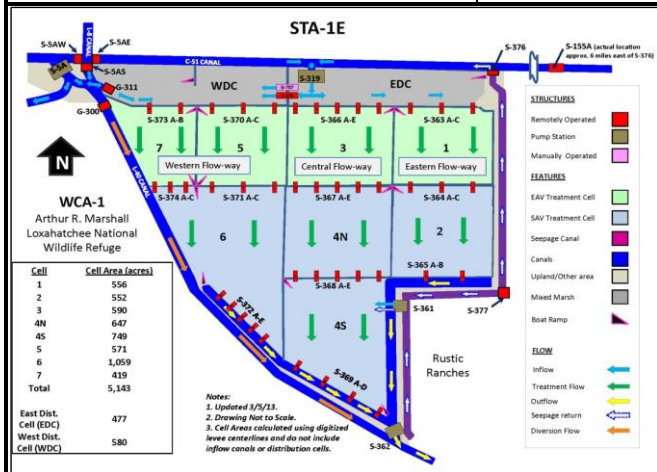 STA-1E
L-8 CANAL
S-5AW
S-5AE
S-5A
S-5AS
G-311
G-300
C-51 CANAL
S-319
S-376
S-155A (actual location
approx. 6 miles east of S-376)
WDC
EDC
S-373 A-B
S-370 A-C
S-366 A-E
S-363 A-C
7
5
3
1
Western Flow-way
Central Flow-way
Eastern Flow-way
S-374 A-C
S-371 A-C
S-367 A-E
S-364 A-C
6
4N
2
S-365 A-B
S-368 A-E
S-372 A-E
4S
S-361
S-377
S-369 A-D
S-362
Rustic
Ranches
L-40 CANAL
N
WCA-1
Arthur R. Marshall
Loxahatchee National
Wildlife Refuge
Cell Cell Area (acres)
1 556
2 552
3 590
4N 647
4S 749
5 571
6 1,059
7 419
Total 5,143
East Dist.
Cell (EDC) 477
West Dist.
Cell (WDC) 580
Notes:
1. Updated 3/5/13.
2. Drawing Not to Scale.
3. Cell Areas calculated using digitized
levee centerlines and do not include
inflow canals or distribution cells.
STRUCTURES
Remotely Operated
Pump Station
Manually Operated
FEATURES
EAV Treatment Cell
SAV Treatment Cell
Seepage Canal
Canals
Upland/Other area
Mixed Marsh
Boat Ramp
FLOW
Inflow
Treatment Flow
Outflow
Seepage return
Diversion Flow